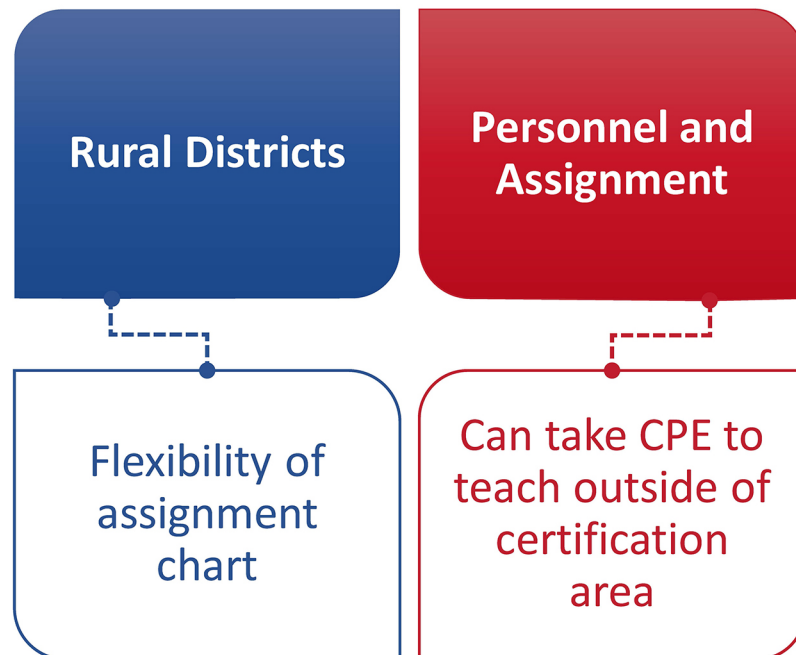 Rural Districts
Personnel and
Assignment
Flexibility of
assignment
chart
Can take CPE to
teach outside of
certification
area